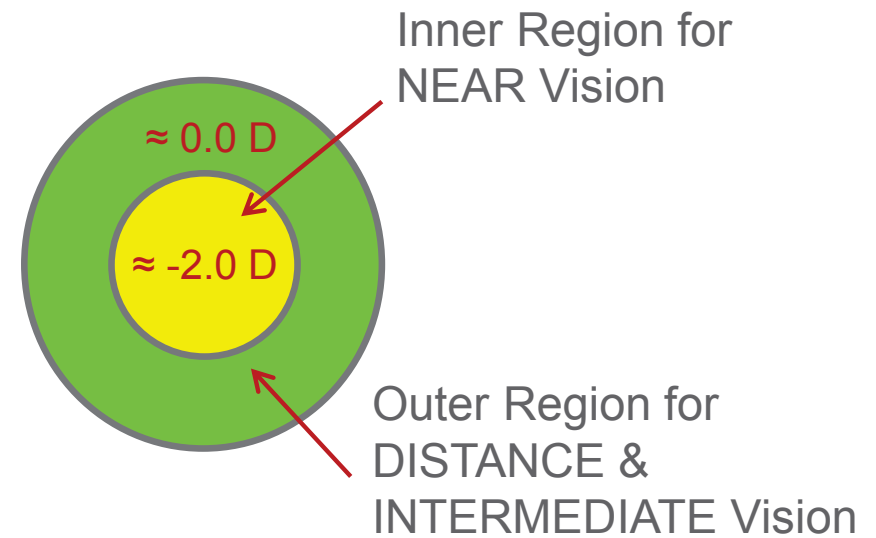 Inner Region for
NEAR Vision
≈ 0.0 D
≈ -2.0 D
Outer Region for
DISTANCE &
INTERMEDIATE Vision